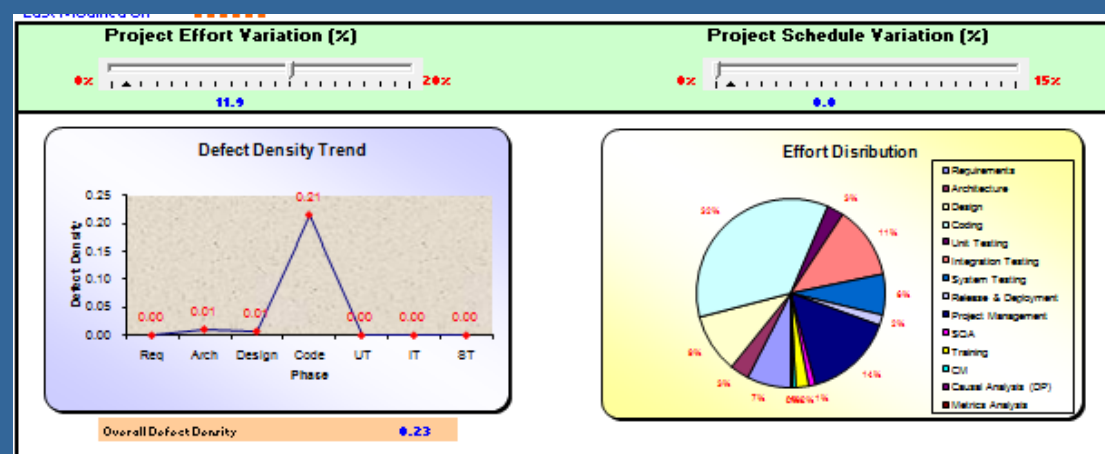 Last Modified On
Project Effort Variation (%)
Project Schedule Variation (%)
0%
20%
0%
15%
11.9
0.0
Defect Density Trend
0.25
0.20
0.15
0.10
0.05
0.00
Defect Density
0.00
0.01
0.01
0.21
0.00
0.00
0.00
Req
Arch
Design
Code
UT
IT
ST
Phase
Overall Defect Density
0.23
Effort Disribution
3%
11%
6%
14%
1%
7%
Requirements
Architecture
Design
Coding
Unit Testing
Integration Testing
System Testing
Release & Deployment
Project Management
SQA
Training
CM
Causal Analysis (DP)
Metrics Analysis